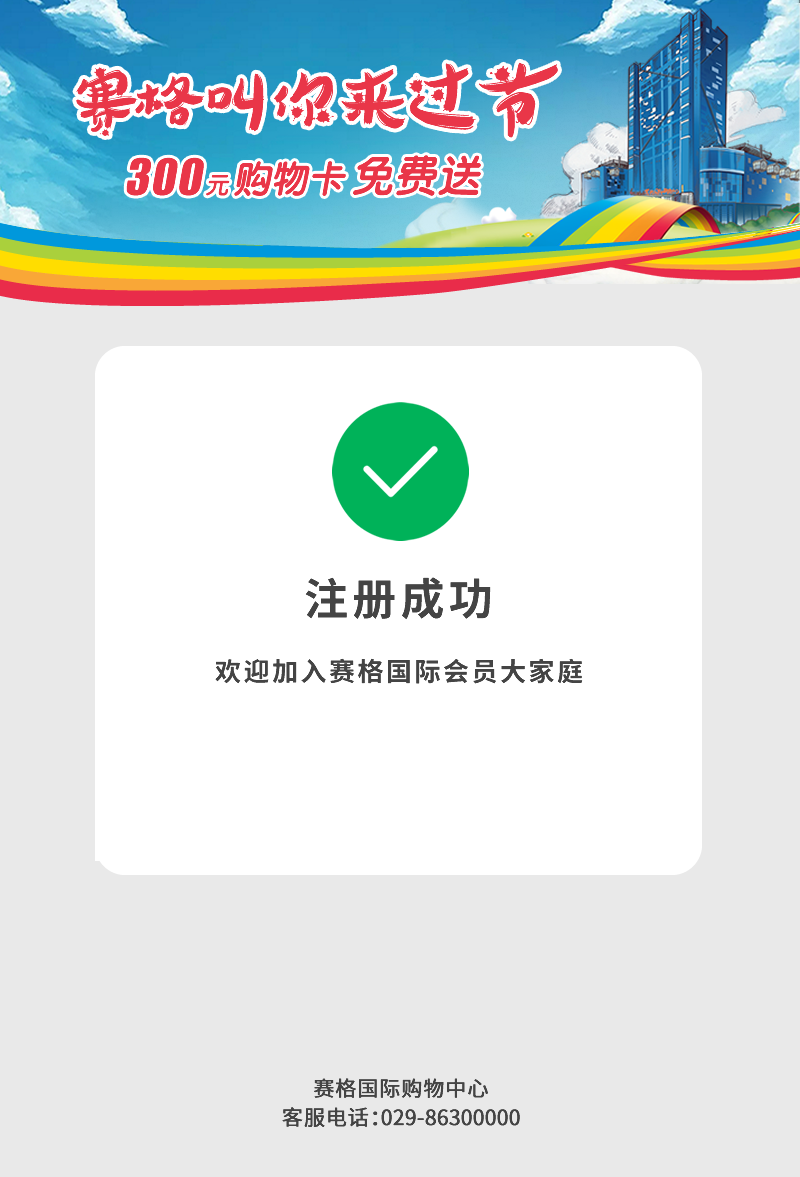 赛格叫你来过节
300元购物卡 免费送
注册成功
欢迎加入赛格国际会员大家庭
赛格国际购物中心
客服电话:029-86300000